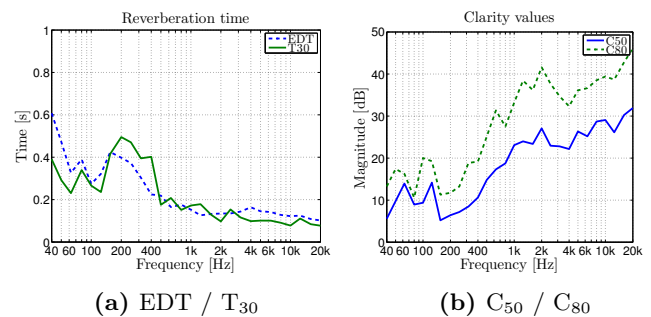 Reverberation time
1
0.8
0.6
0.4
0.2
0
Time [s]
EDT
T30
40 60 100 200 400 1k 2k 4k 10k 20k
Frequency [Hz]
(a) EDT / T30
Clarity values
50
40
30
20
10
0
Magnitude [dB]
C50
C80
40 60 100 200 400 1k 2k 4k 10k 20k
Frequency [Hz]
(b) C50 / C80